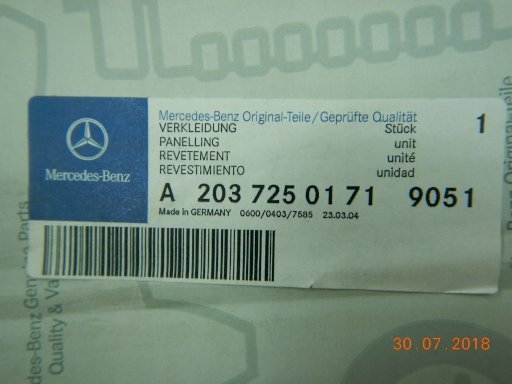 Mercedes-Benz Original-Teile/Geprüfte Qualität
VERKLEIDUNG Stück 1
PANELLING unit
REVETEMENT unité
REVESTIMIENTO unidad
Mercedes-Benz
A 203 725 01 71 9051
Made in GERMANY 0600/0403/7585 23.03.04
30.07.2018